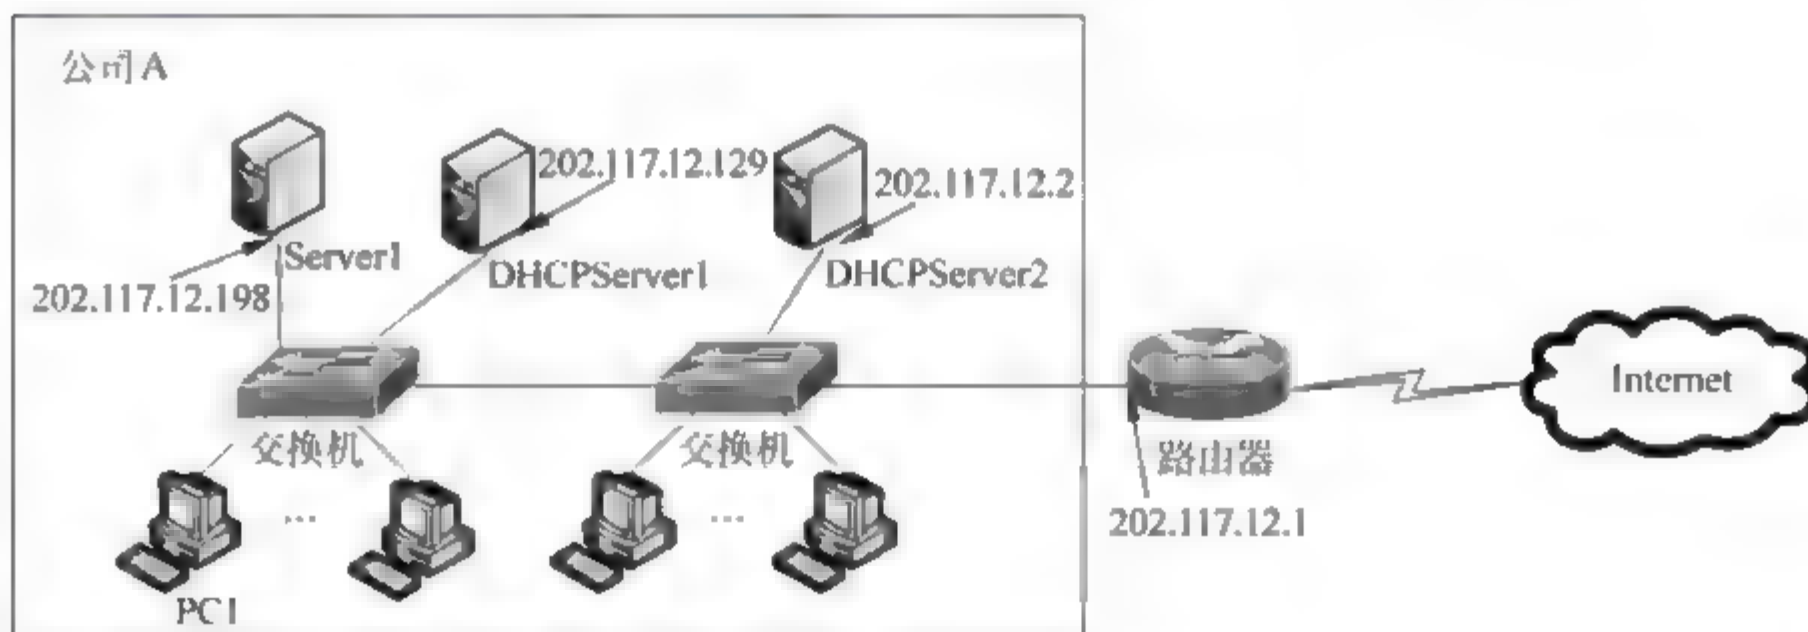 公司A
202.117.12.129
202.117.12.2
Server1
DHCPServer1
DHCPServer2
202.117.12.198
Internet
交换机
交换机
路由器
202.117.12.1
...
...
PC1